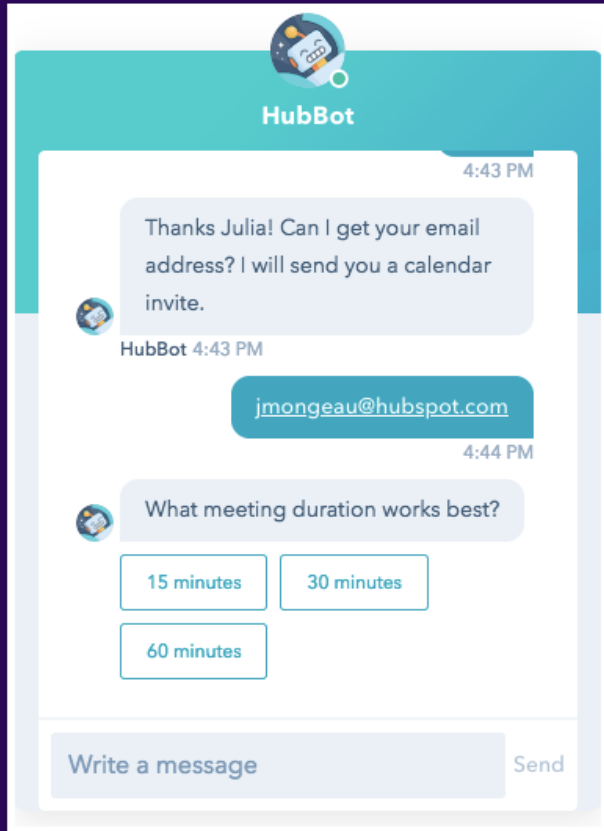 HubBot
4:43 PM
Thanks Julia! Can I get your email
address? I will send you a calendar
invite.
HubBot 4:43 PM
jmongeau@hubspot.com
4:44 PM
What meeting duration works best?
15 minutes
30 minutes
60 minutes
Write a message
Send